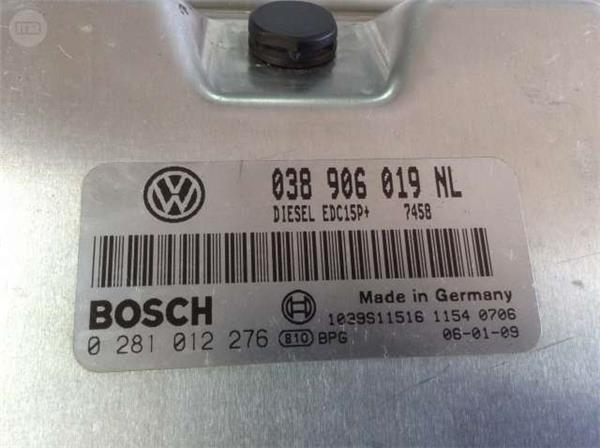 038 906 019 NL
DIESEL EDC15P+ 7458
BOSCH
Made in Germany
1039S11516 1154 0706
0 281 012 276 810 BPG 06-01-09